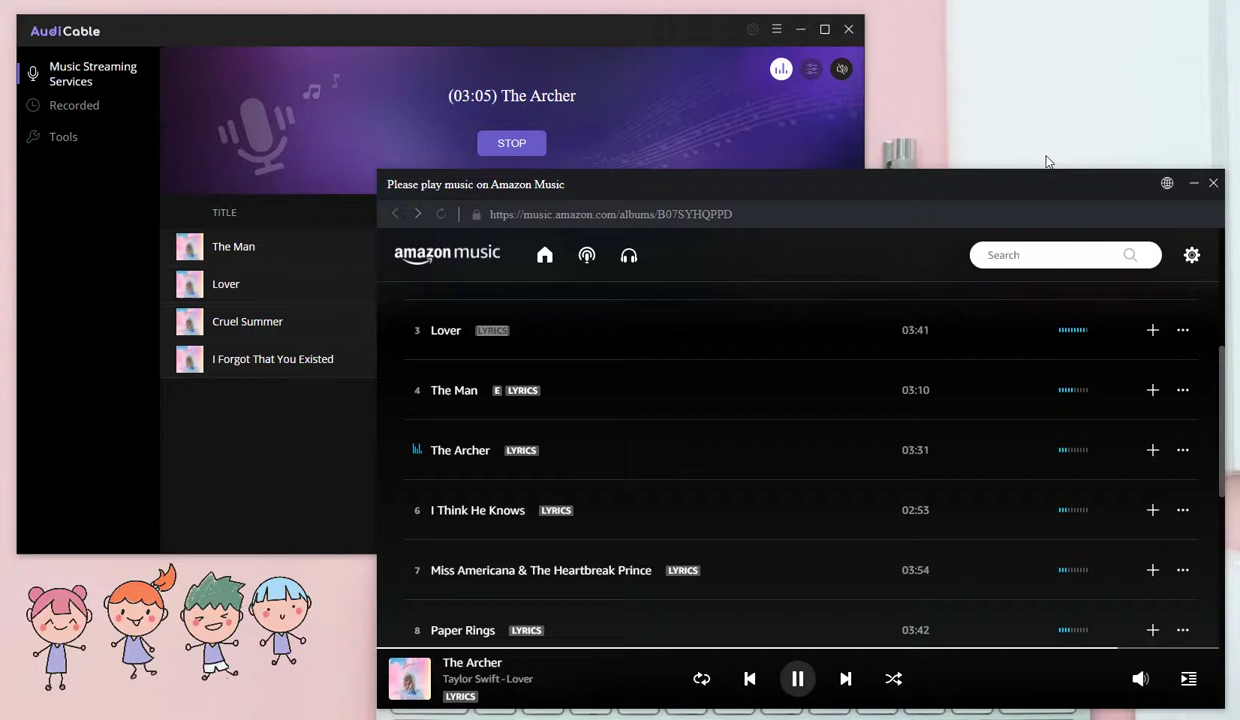 AudiCable
Music Streaming
Services
Recorded
Tools
(03:05) The Archer
STOP
TITLE
The Man
Lover
Cruel Summer
I Forgot That You Existed
Please play music on Amazon Music
https://music.amazon.com/albums/B07SYHQPPD
amazon music
Search
3 Lover LYRICS 03:41
4 The Man E LYRICS 03:10
The Archer LYRICS 03:31
6 I Think He Knows LYRICS 02:53
7 Miss Americana & The Heartbreak Prince LYRICS 03:54
8 Paper Rings LYRICS 03:42
The Archer
Taylor Swift - Lover
LYRICS